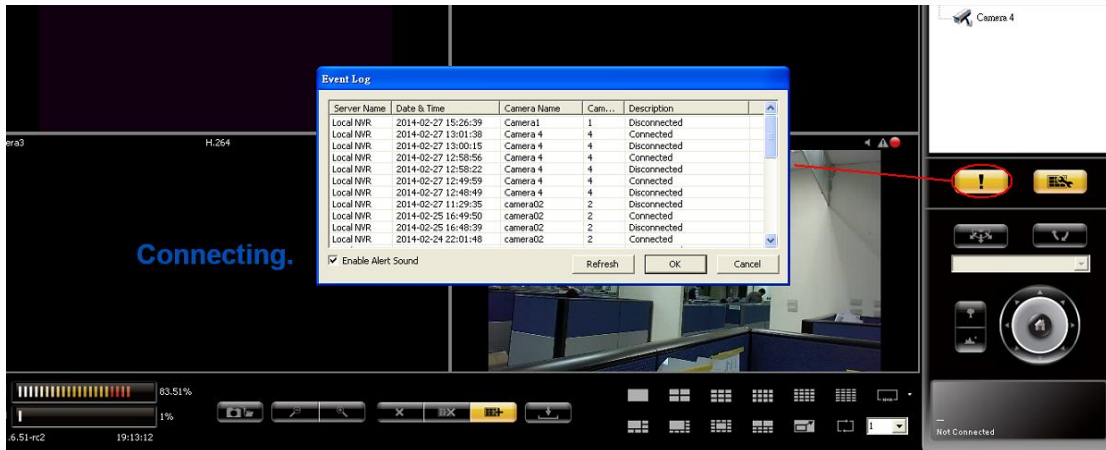 Camera 4
Event Log
Server Name Date & Time Camera Name Cam... Description
Local NVR 2014-02-27 15:26:39 Camera1 1 Disconnected
Local NVR 2014-02-27 13:01:38 Camera 4 4 Connected
Local NVR 2014-02-27 13:00:15 Camera 4 4 Disconnected
Local NVR 2014-02-27 12:58:56 Camera 4 4 Connected
Local NVR 2014-02-27 12:58:22 Camera 4 4 Disconnected
Local NVR 2014-02-27 12:49:59 Camera 4 4 Connected
Local NVR 2014-02-27 12:48:49 Camera 4 4 Disconnected
Local NVR 2014-02-27 11:29:35 camera02 2 Disconnected
Local NVR 2014-02-25 16:49:50 camera02 2 Connected
Local NVR 2014-02-25 16:48:39 camera02 2 Disconnected
Local NVR 2014-02-24 22:01:48 camera02 2 Connected
Enable Alert Sound Refresh OK Cancel
era3 H.264
Connecting.
83.51%
1%
.6.51-rc2 19:13:12
1
Not Connected